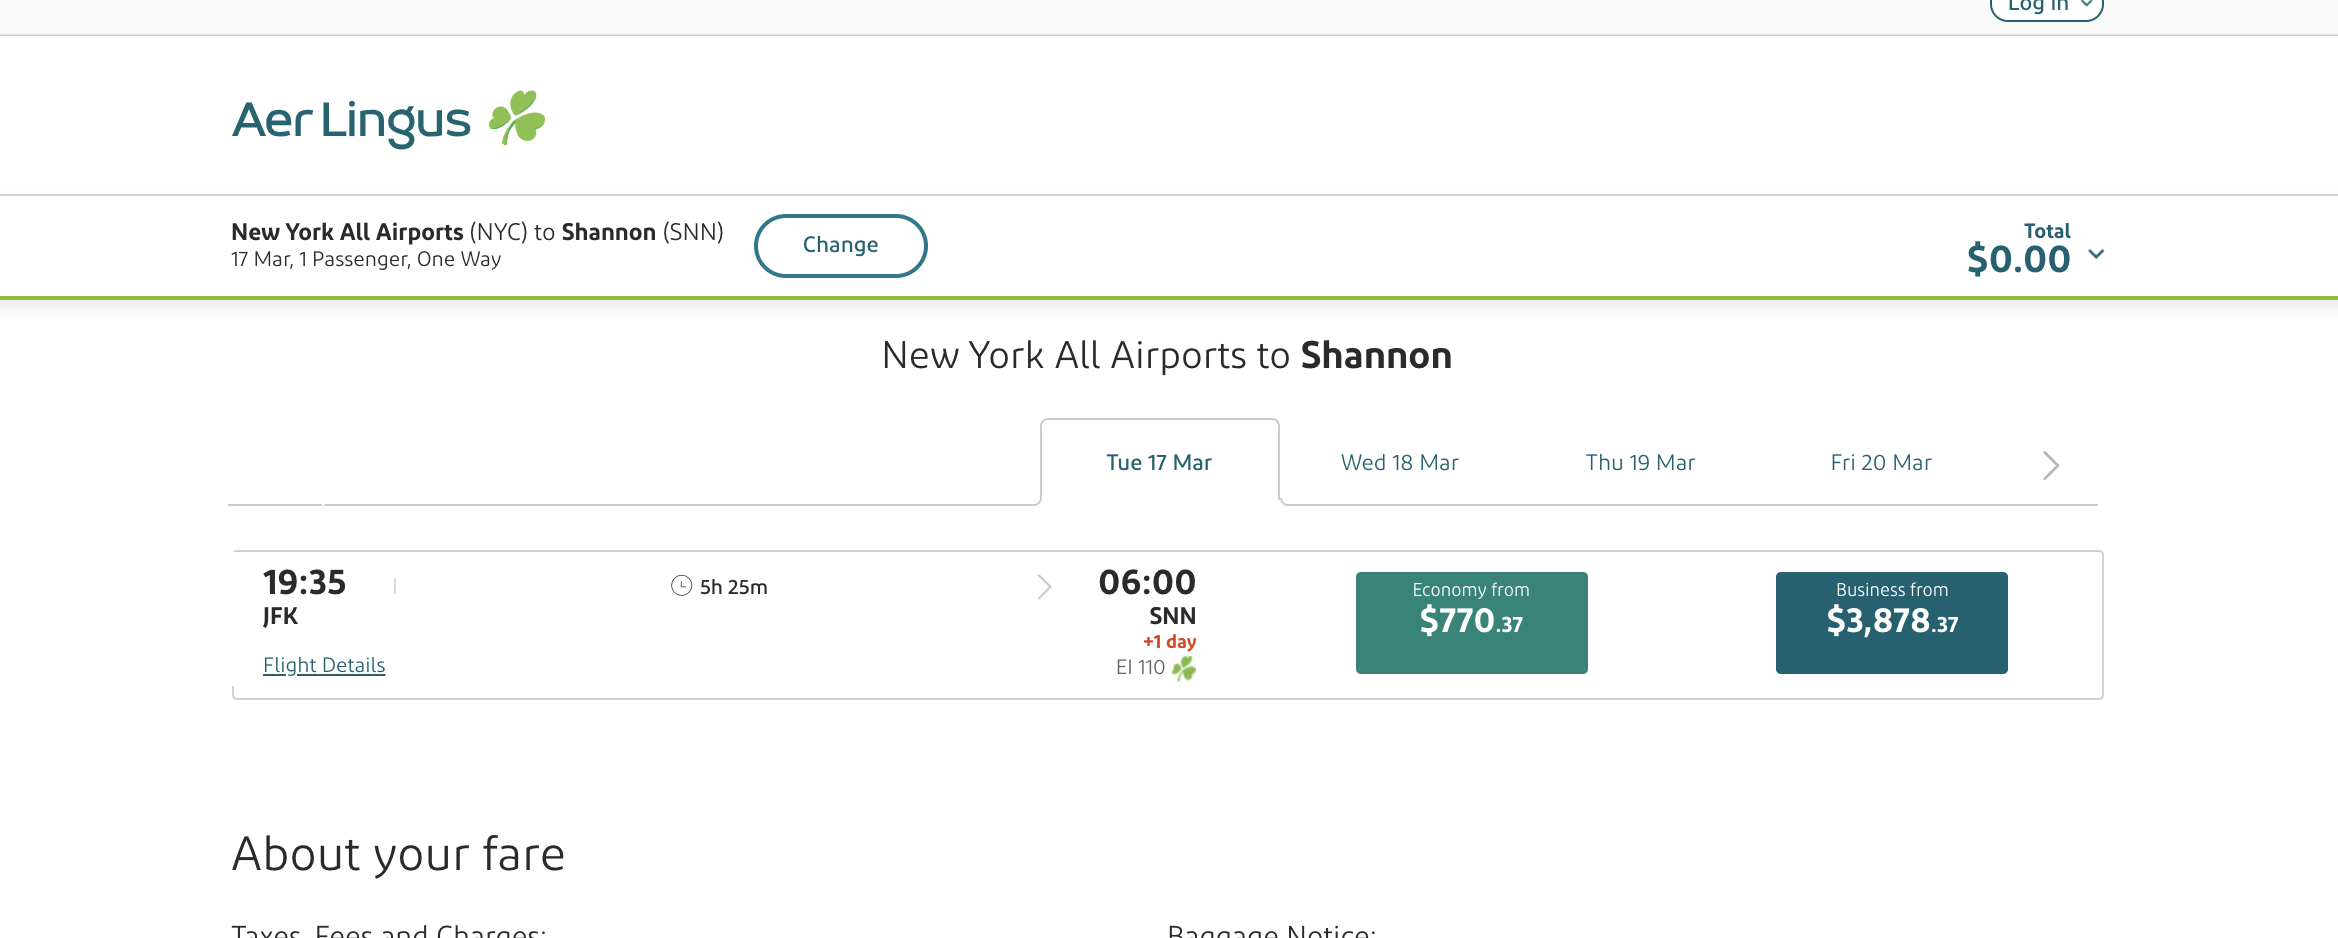 Log in
Aer Lingus
New York All Airports (NYC) to Shannon (SNN)
17 Mar, 1 Passenger, One Way
Change
Total
$0.00
New York All Airports to Shannon
Tue 17 Mar
Wed 18 Mar
Thu 19 Mar
Fri 20 Mar
19:35
JFK
5h 25m
06:00
SNN
+1 day
EI 110
Flight Details
Economy from
$770.37
Business from
$3,878.37
About your fare
Taxes, Fees and Charges:
Baggage Notice: